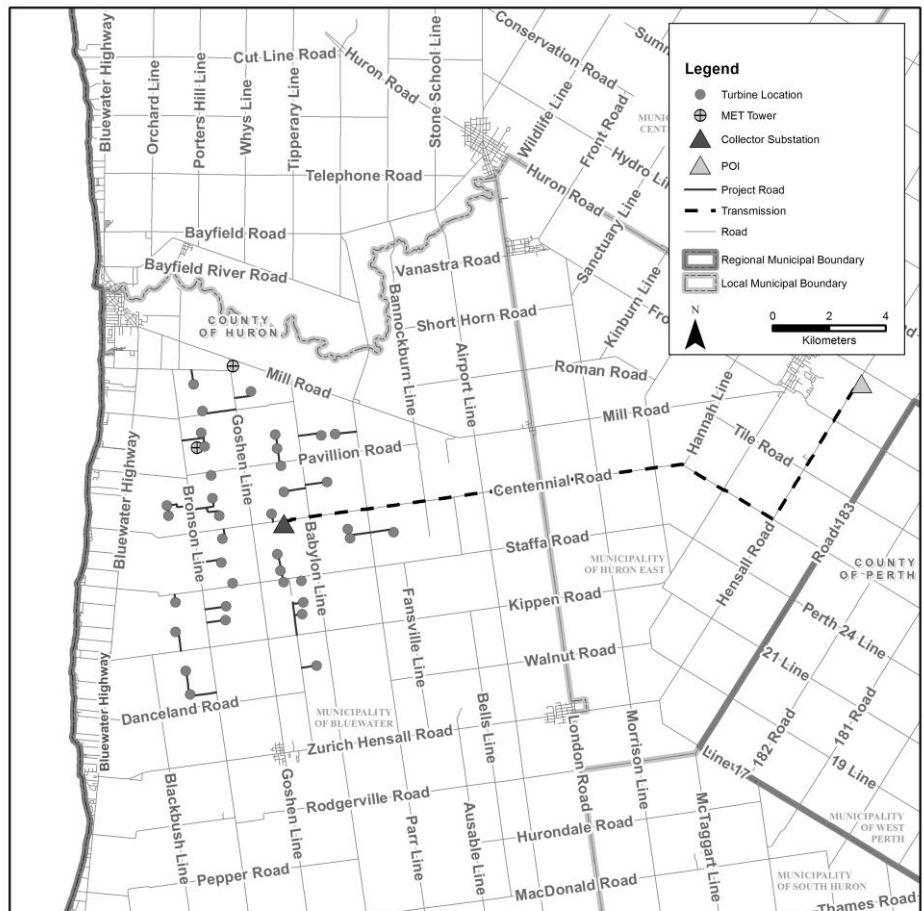 Bluewater Highway
Orchard Line
Porters Hill Line
Whys Line
Tipperary Line
Cut Line Road
Huron Road
Stone School Line
Conservation Road
Wildlife Line
Front Road
Hydro
Huron Road
Sanctuary Line
Kinburn Line
Telephone Road
Bayfield Road
Bayfield River Road
Vanastra Road
COUNTY
OF HURON
Bannockburn Line
Short Horn Road
Airport Line
Roman Road
Mill Road
Mill Road
Hannah Line
Tile Road
Goshen Line
Pavillion Road
Bluewater Highway
Centennial Road
Bronson Line
Babylon Line
Staffa Road
MUNICIPALITY
OF HURON EAST
Hensall Road
Road 183
COUNTY
OF PERTH
Kippen Road
Fansville Line
Perth 24 Line
Walnut Road
21 Line
Danceland Road
MUNICIPALITY
OF BLUEWATER
Bluewater Highway
Zurich Hensall Road
Bells Line
London Road
Morrison Line
182 Road
181 Road
Line 17
19 Line
Goshen Line
Blackbush Line
Rodgerville Road
Parr Line
Ausable Line
Hurondale Road
McTaggart Line
MUNICIPALITY
OF WEST
PERTH
Pepper Road
MacDonald Road
MUNICIPALITY
OF SOUTH HURON
Thames Road
Legend
Turbine Location
MET Tower
Collector Substation
POI
Project Road
Transmission
Road
Regional Municipal Boundary
Local Municipal Boundary
N
0 2 4
Kilometers